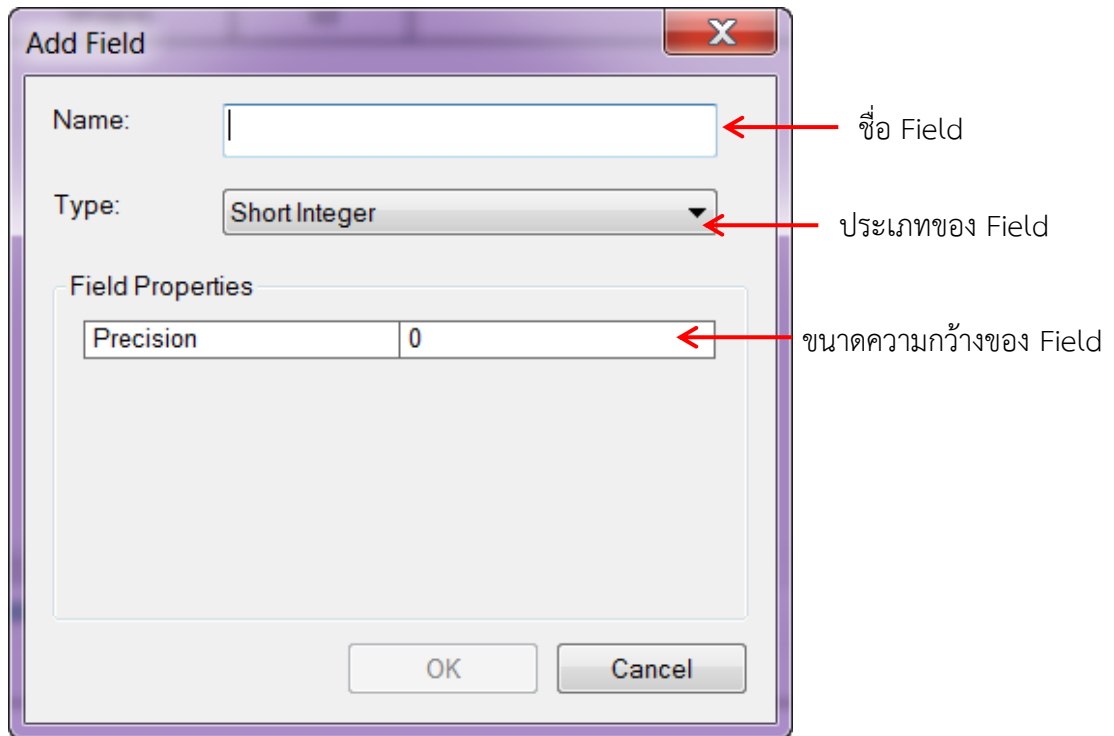 Add Field
Name:
ชื่อ Field
Type:
Short Integer
ประเภทของ Field
Field Properties
Precision 0
ขนาดความกว้างของ Field
OK Cancel